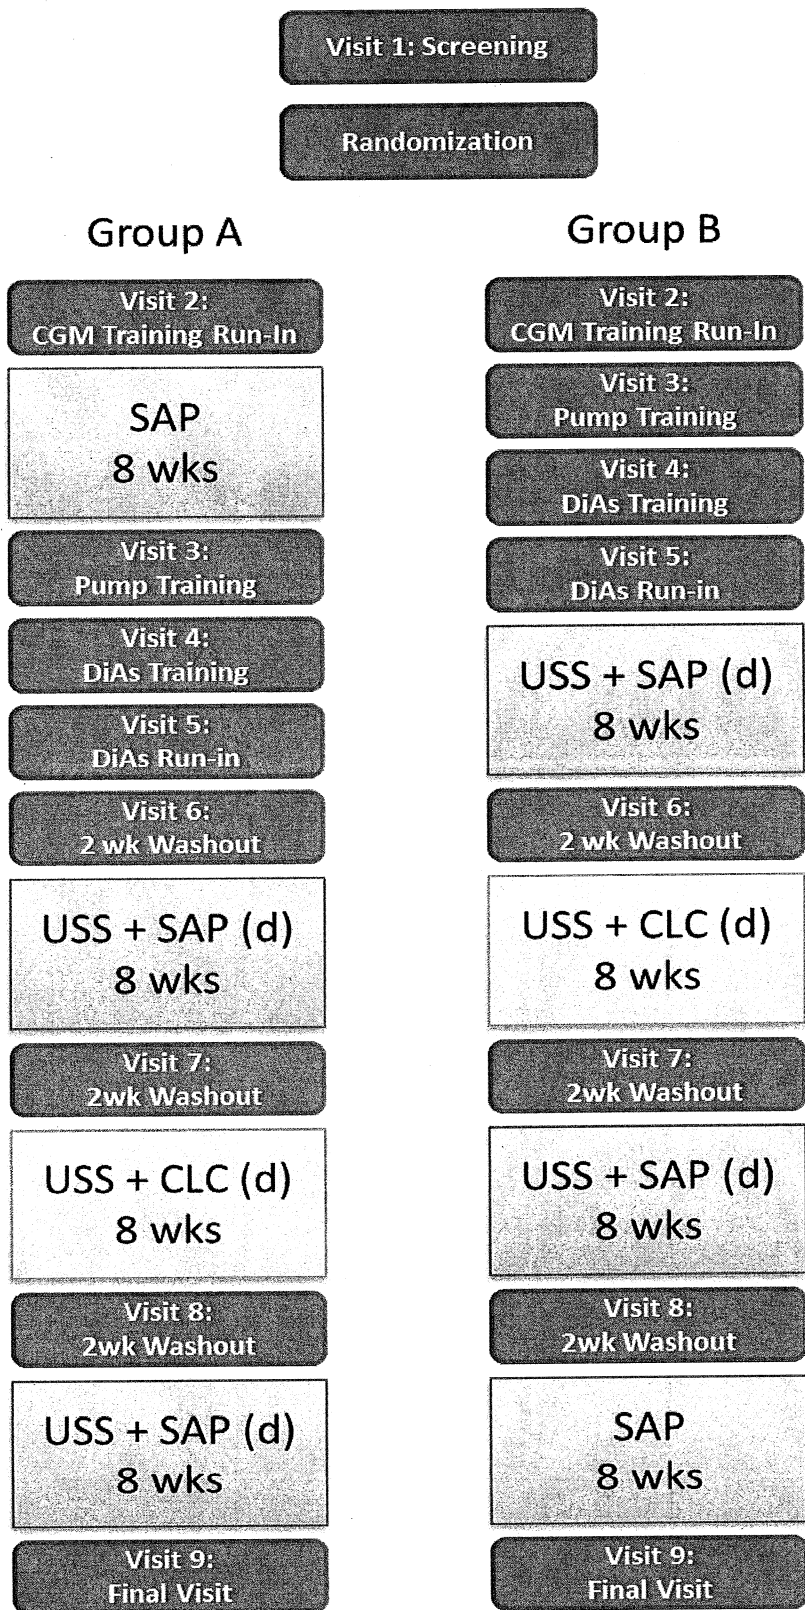 Visit 1: Screening
Randomization
Group A
Visit 2:
CGM Training Run-In
SAP
8 wks
Visit 3:
Pump Training
Visit 4:
DiAs Training
Visit 5:
DiAs Run-in
Visit 6:
2 wk Washout
USS + SAP (d)
8 wks
Visit 7:
2wk Washout
USS + CLC (d)
8 wks
Visit 8:
2wk Washout
USS + SAP (d)
8 wks
Visit 9:
Final Visit
Group B
Visit 2:
CGM Training Run-In
Visit 3:
Pump Training
Visit 4:
DiAs Training
Visit 5:
DiAs Run-in
USS + SAP (d)
8 wks
Visit 6:
2 wk Washout
USS + CLC (d)
8 wks
Visit 7:
2wk Washout
USS + SAP (d)
8 wks
Visit 8:
2wk Washout
SAP
8 wks
Visit 9:
Final Visit